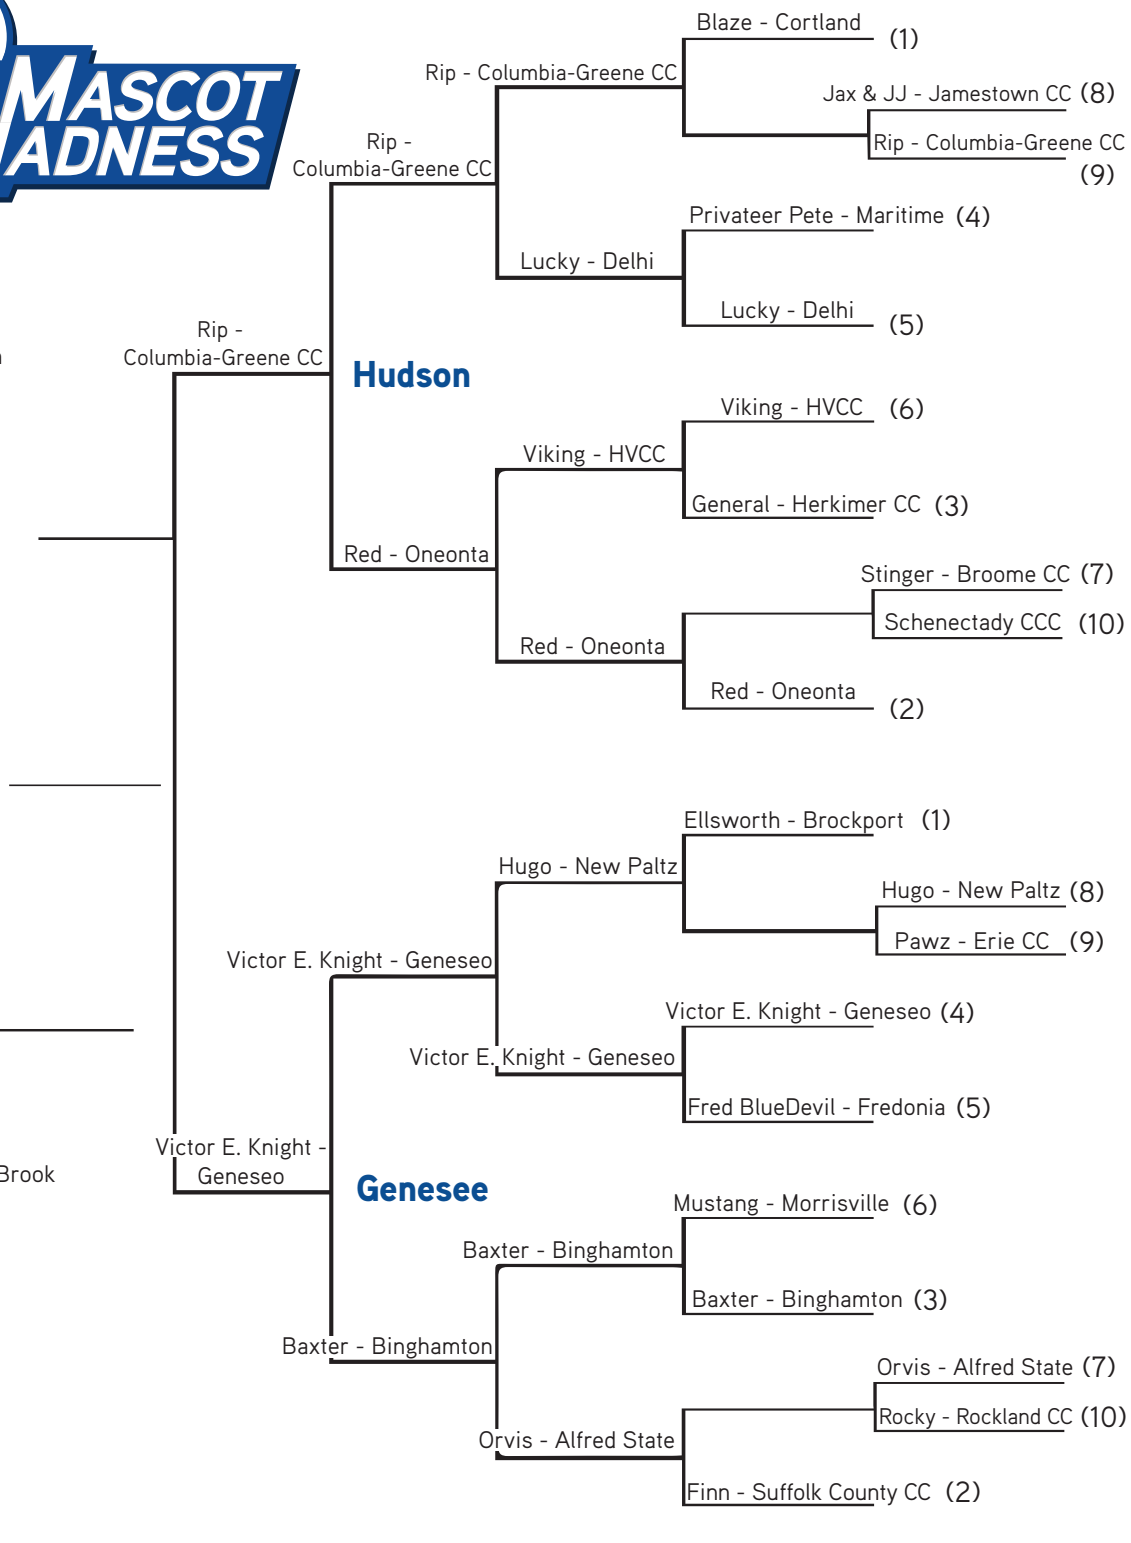 MASCOT
ADNESS
Blaze - Cortland (1)
Rip - Columbia-Greene CC
Jax & JJ - Jamestown CC (8)
Rip - Columbia-Greene CC
(9)
Rip -
Columbia-Greene CC
Privateer Pete - Maritime (4)
Lucky - Delhi
Lucky - Delhi (5)
Rip -
Columbia-Greene CC
Hudson
Viking - HVCC (6)
Viking - HVCC
General - Herkimer CC (3)
Red - Oneonta
Stinger - Broome CC (7)
Schenectady CCC (10)
Red - Oneonta
Red - Oneonta (2)
Ellsworth - Brockport (1)
Hugo - New Paltz
Hugo - New Paltz (8)
Pawz - Erie CC (9)
Victor E. Knight - Geneseo
Victor E. Knight - Geneseo (4)
Victor E. Knight - Geneseo
Fred BlueDevil - Fredonia (5)
Victor E. Knight -
Geneseo
Brook
Genesee
Mustang - Morrisville (6)
Baxter - Binghamton
Baxter - Binghamton (3)
Baxter - Binghamton
Orvis - Alfred State (7)
Rocky - Rockland CC (10)
Orvis - Alfred State
Finn - Suffolk County CC (2)